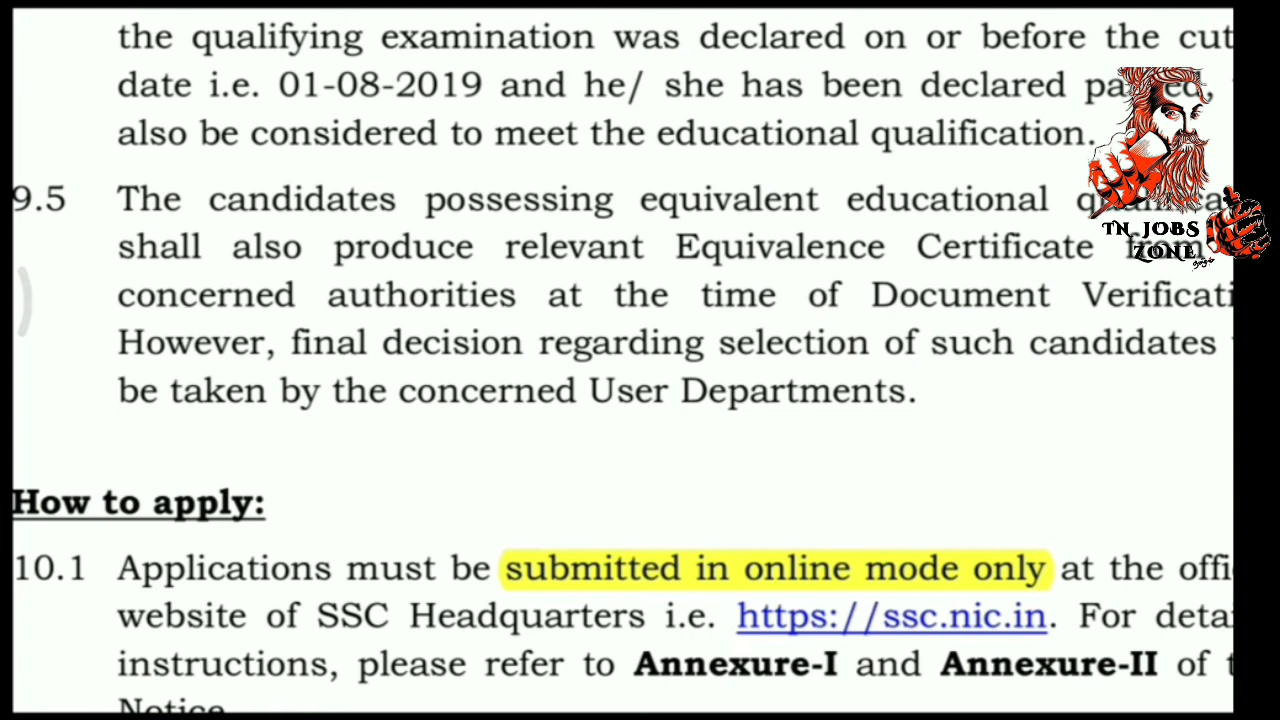 the qualifying examination was declared on or before the cut
date i.e. 01-08-2019 and he/ she has been declared
also be considered to meet the educational qualification.
9.5 The candidates possessing equivalent educational
shall also produce relevant Equivalence Certificate from
concerned authorities at the time of Document Verificati
However, final decision regarding selection of such candidates
be taken by the concerned User Departments.
How to apply:
10.1 Applications must be submitted in online mode only at the offi
website of SSC Headquarters i.e. https://ssc.nic.in. For detai
instructions, please refer to Annexure-I and Annexure-II of t
Notice
TN JOBS
ZONE